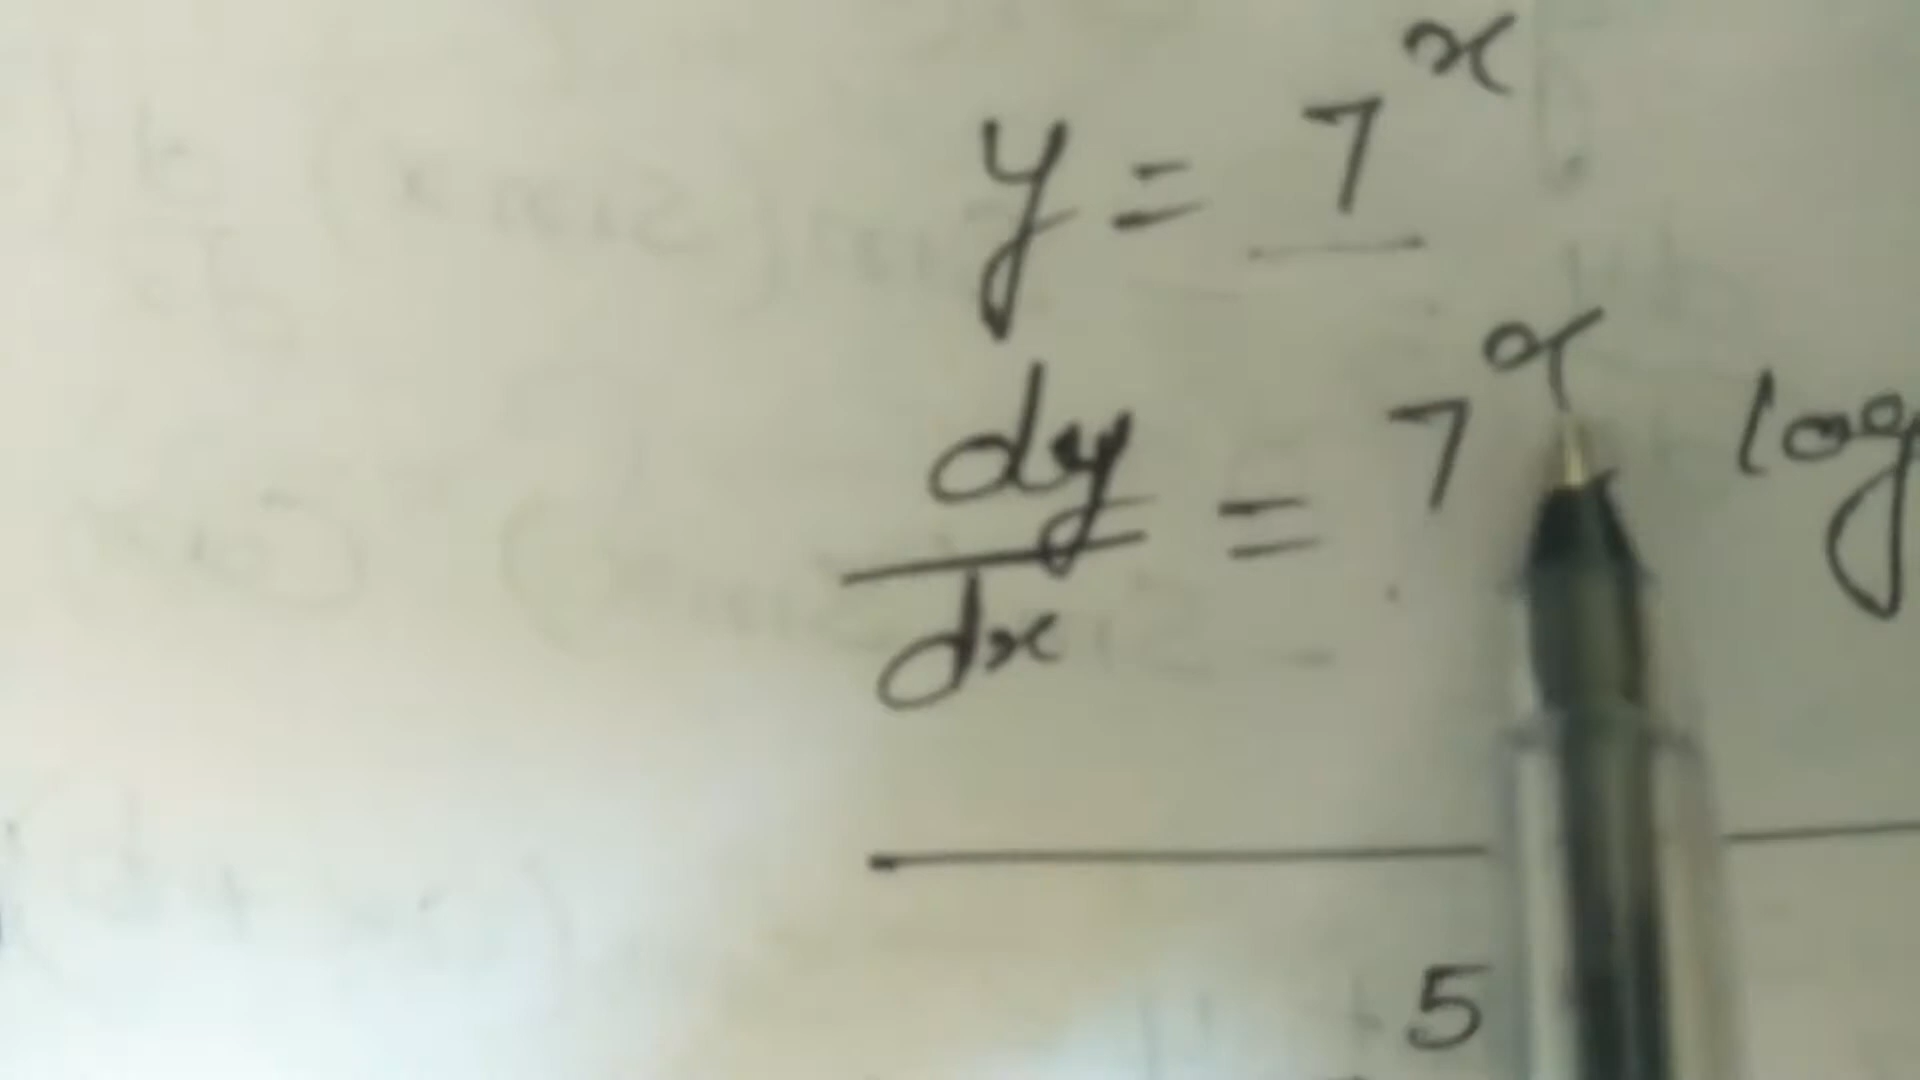 y = 7^x
dy/dx = 7^x log
5